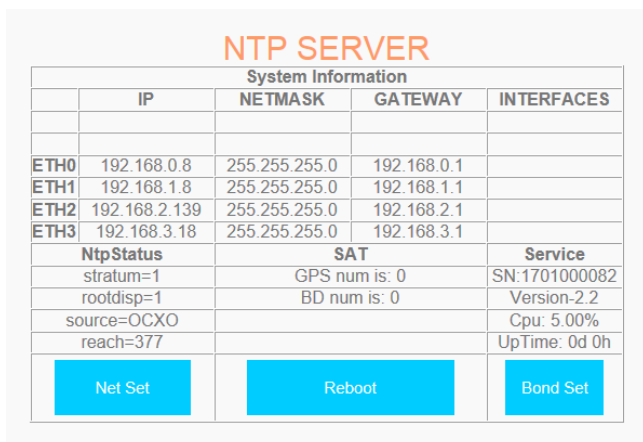 NTP SERVER
System Information
IP NETMASK GATEWAY INTERFACES
ETH0 192.168.0.8 255.255.255.0 192.168.0.1
ETH1 192.168.1.8 255.255.255.0 192.168.1.1
ETH2 192.168.2.139 255.255.255.0 192.168.2.1
ETH3 192.168.3.18 255.255.255.0 192.168.3.1
NtpStatus SAT Service
stratum=1 GPS num is: 0 SN:1701000082
rootdisp=1 BD num is: 0 Version-2.2
source=OCXO Cpu: 5.00%
reach=377 UpTime: 0d 0h
Net Set Reboot Bond Set